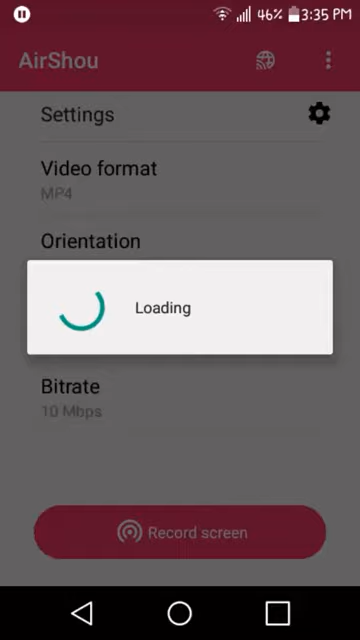 46% 3:35 PM
AirShou
Settings
Video format
MP4
Orientation
Loading
Bitrate
10 Mbps
Record screen